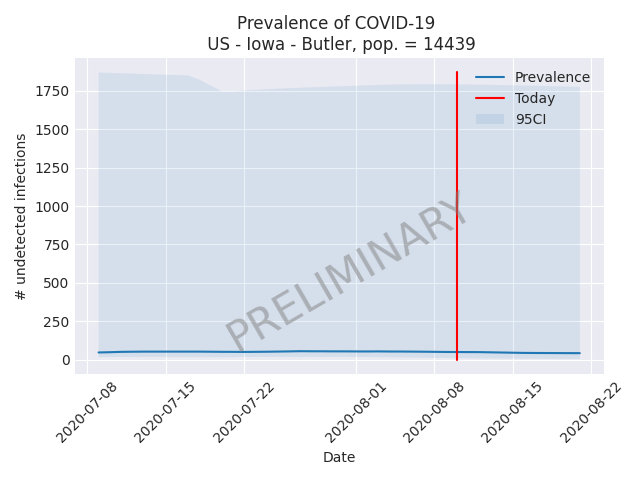 Prevalence of COVID-19
US - Iowa - Butler, pop. = 14439
Prevalence
Today
95CI
# undetected infections
1750
1500
1250
1000
750
500
250
0
PRELIMINARY
2020-07-08
2020-07-15
2020-07-22
2020-08-01
2020-08-08
2020-08-15
2020-08-22
Date